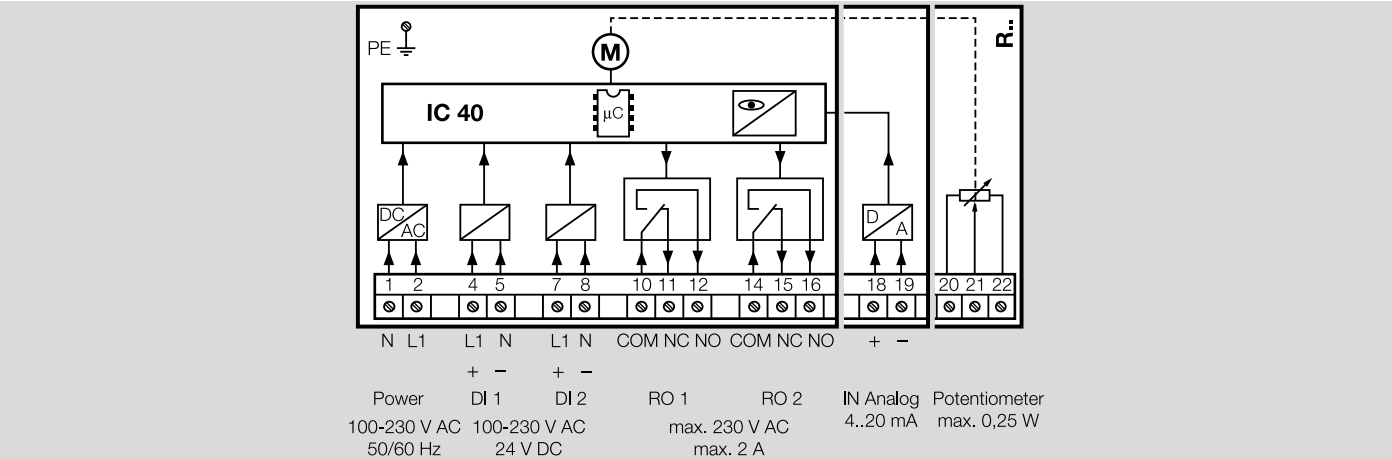 PE
M
R..
IC 40
µC
DC
AC
D
A
1 2 4 5 7 8 10 11 12 14 15 16 18 19 20 21 22
N L1 L1 N L1 N COM NC NO COM NC NO + −
+ − + −
Power DI 1 DI 2 RO 1 RO 2 IN Analog Potentiometer
100-230 V AC 100-230 V AC max. 230 V AC 4..20 mA max. 0,25 W
50/60 Hz 24 V DC max. 2 A